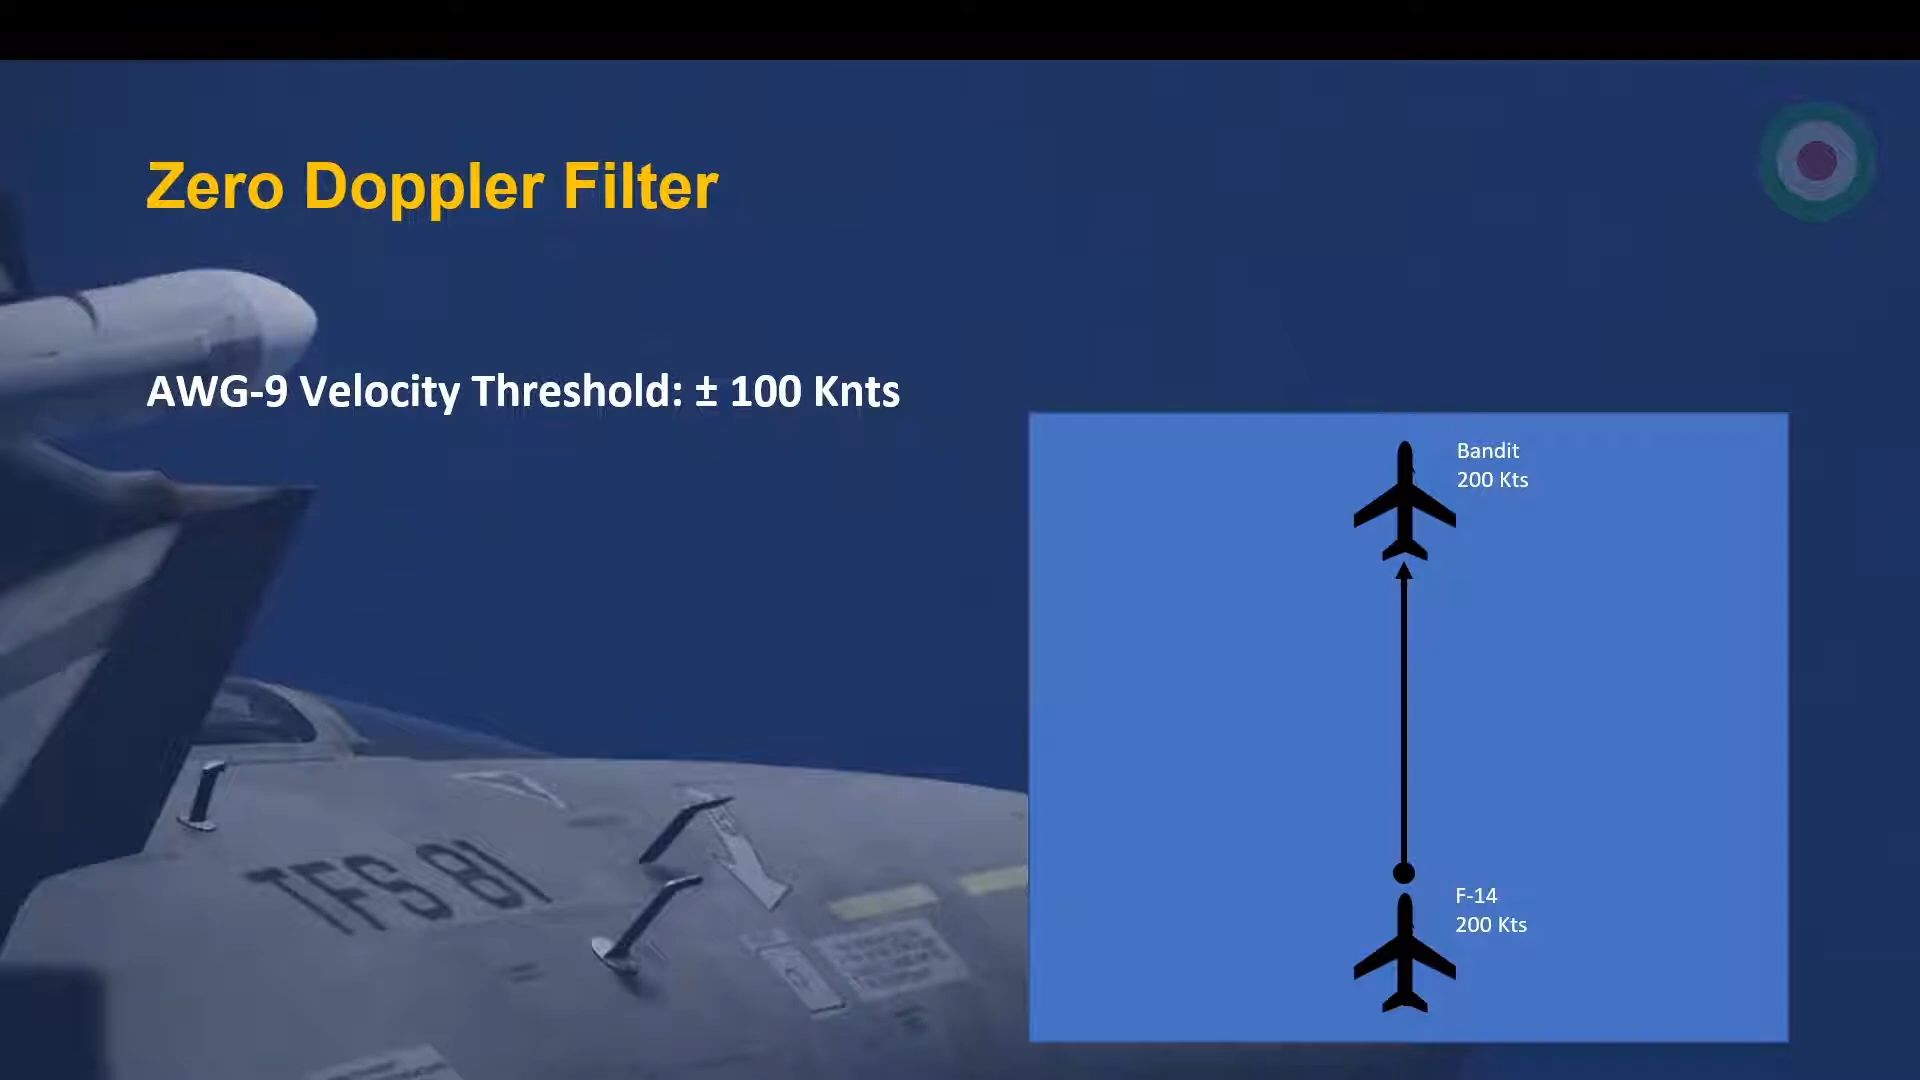 Zero Doppler Filter
AWG-9 Velocity Threshold: ± 100 Knts
Bandit
200 Kts
F-14
200 Kts
TFS 81